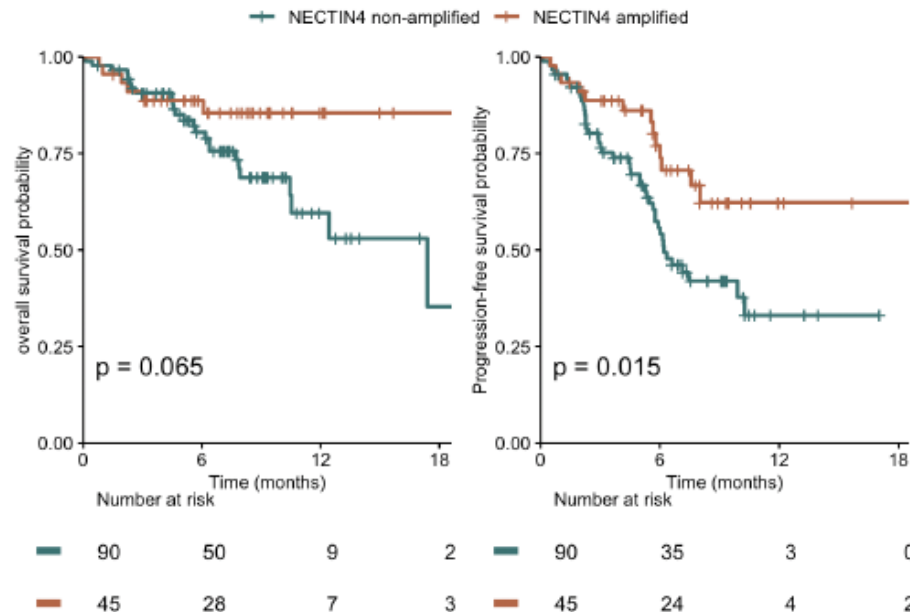 NECTIN4 non-amplified NECTIN4 amplified
overall survival probability
1.00
0.75
0.50
0.25
0.00
p = 0.065
0 6 12 18
Time (months)
Number at risk
90 50 9 2
45 28 7 3
Progression-free survival probability
1.00
0.75
0.50
0.25
0.00
p = 0.015
0 6 12 18
Time (months)
Number at risk
90 35 3 0
45 24 4 2